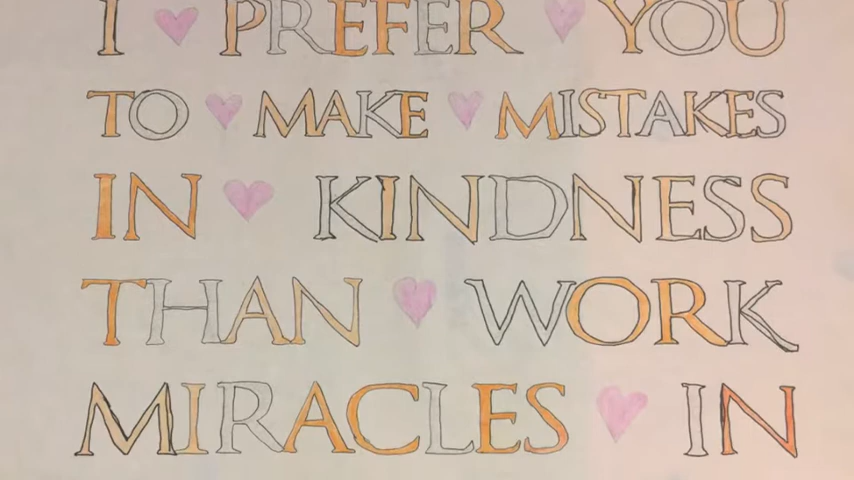 I PREFER YOU
TO MAKE MISTAKES
IN KINDNESS
THAN WORK
MIRACLES IN